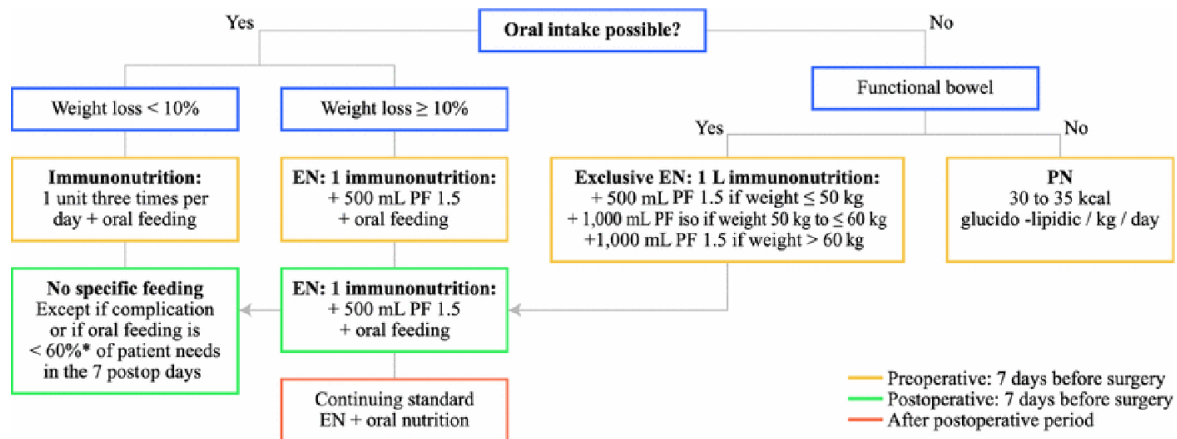 Oral intake possible?
Yes
No
Weight loss < 10%
Weight loss ≥ 10%
Functional bowel
Yes
No
Immunonutrition:
1 unit three times per
day + oral feeding
EN: 1 immunonutrition:
+ 500 mL PF 1.5
+ oral feeding
Exclusive EN: 1 L immunonutrition:
+ 500 mL PF 1.5 if weight ≤ 50 kg
+ 1,000 mL PF iso if weight 50 kg to ≤ 60 kg
+1,000 mL PF 1.5 if weight > 60 kg
PN
30 to 35 kcal
glucido -lipidic / kg / day
No specific feeding
Except if complication
or if oral feeding is
< 60%* of patient needs
in the 7 postop days
EN: 1 immunonutrition:
+ 500 mL PF 1.5
+ oral feeding
Continuing standard
EN + oral nutrition
Preoperative: 7 days before surgery
Postoperative: 7 days before surgery
After postoperative period